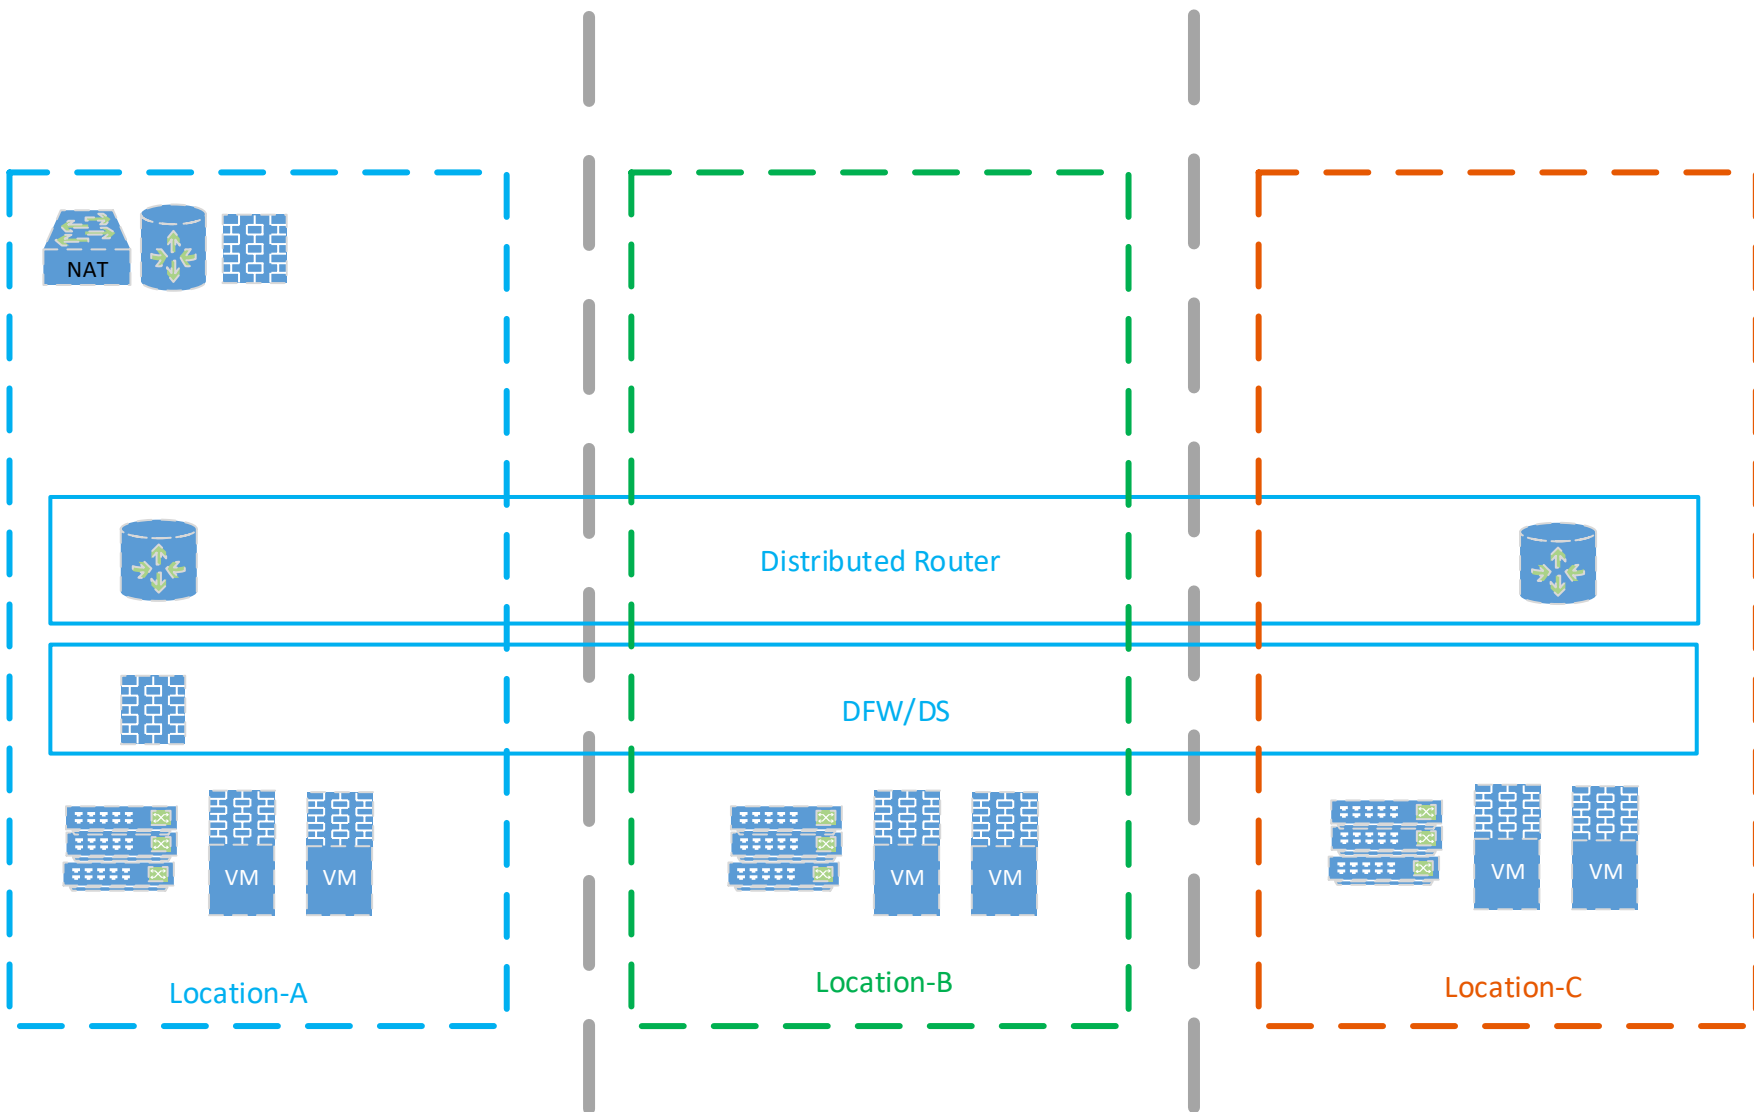 NAT
Distributed Router
DFW/DS
VM
VM
VM
VM
VM
VM
Location-A
Location-B
Location-C